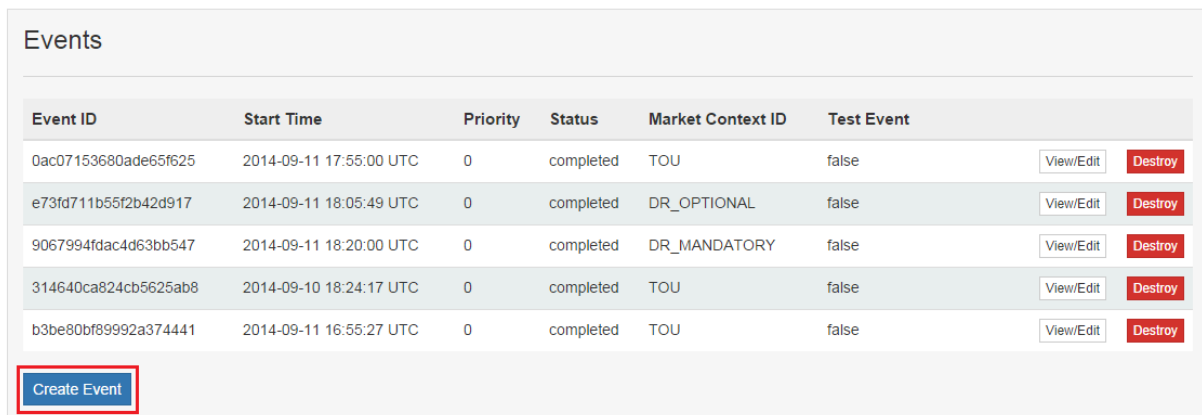 Events
Event ID Start Time Priority Status Market Context ID Test Event
0ac07153680ade65f625 2014-09-11 17:55:00 UTC 0 completed TOU false View/Edit Destroy
e73fd711b55f2b42d917 2014-09-11 18:05:49 UTC 0 completed DR_OPTIONAL false View/Edit Destroy
9067994fdac4d63bb547 2014-09-11 18:20:00 UTC 0 completed DR_MANDATORY false View/Edit Destroy
314640ca824cb5625ab8 2014-09-10 18:24:17 UTC 0 completed TOU false View/Edit Destroy
b3be80bf89992a374441 2014-09-11 16:55:27 UTC 0 completed TOU false View/Edit Destroy
Create Event